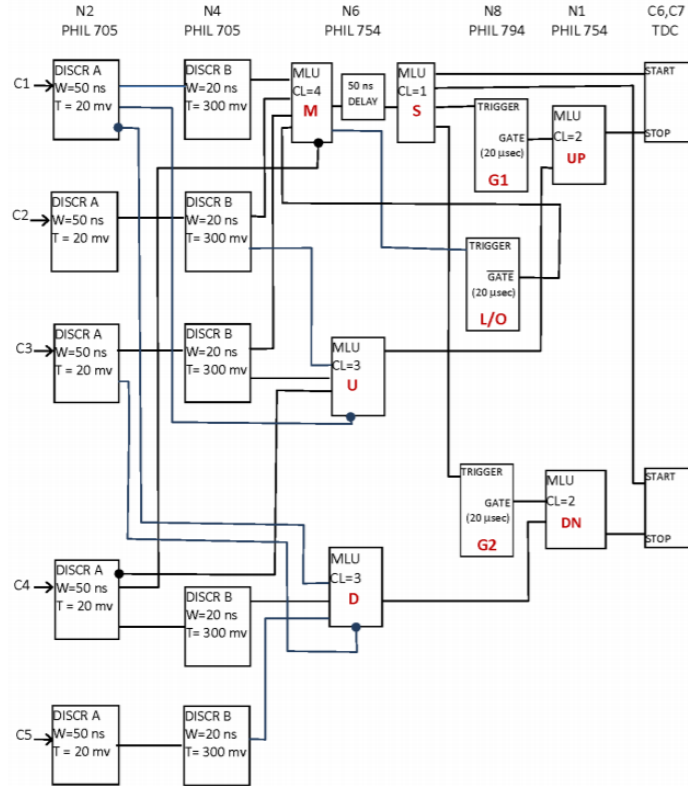 N2
PHIL 705
N4
PHIL 705
N6
PHIL 754
N8
PHIL 794
N1
PHIL 754
C6,C7
TDC
C1
DISCR A
W=50 ns
T = 20 mv
DISCR B
W=20 ns
T= 300 mv
MLU
CL=4
M
50 ns
DELAY
MLU
CL=1
S
TRIGGER
GATE
(20 µsec)
G1
MLU
CL=2
UP
START
STOP
C2
DISCR A
W=50 ns
T = 20 mv
DISCR B
W=20 ns
T= 300 mv
TRIGGER
GATE
(20 µsec)
L/O
C3
DISCR A
W=50 ns
T = 20 mv
DISCR B
W=20 ns
T= 300 mv
MLU
CL=3
U
TRIGGER
GATE
(20 µsec)
G2
MLU
CL=2
DN
START
STOP
C4
DISCR A
W=50 ns
T = 20 mv
DISCR B
W=20 ns
T= 300 mv
MLU
CL=3
D
C5
DISCR A
W=50 ns
T = 20 mv
DISCR B
W=20 ns
T= 300 mv